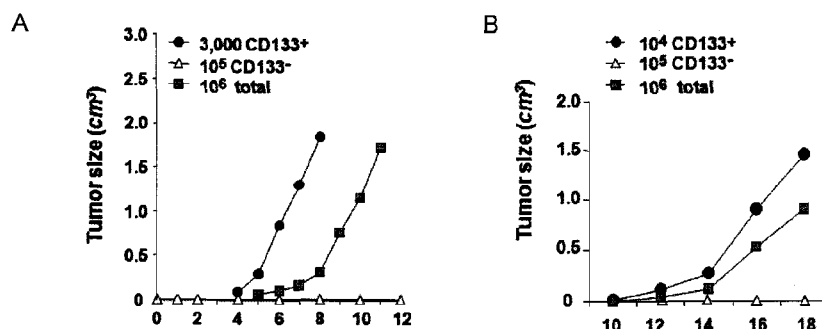 A
3,000 CD133+
10⁵ CD133-
10⁶ total
3.0
2.5
2.0
1.5
1.0
0.5
0
Tumor size (cm³)
0 2 4 6 8 10 12
B
10⁴ CD133+
10⁵ CD133-
10⁶ total
2.0
1.5
1.0
0.5
0
Tumor size (cm³)
10 12 14 16 18